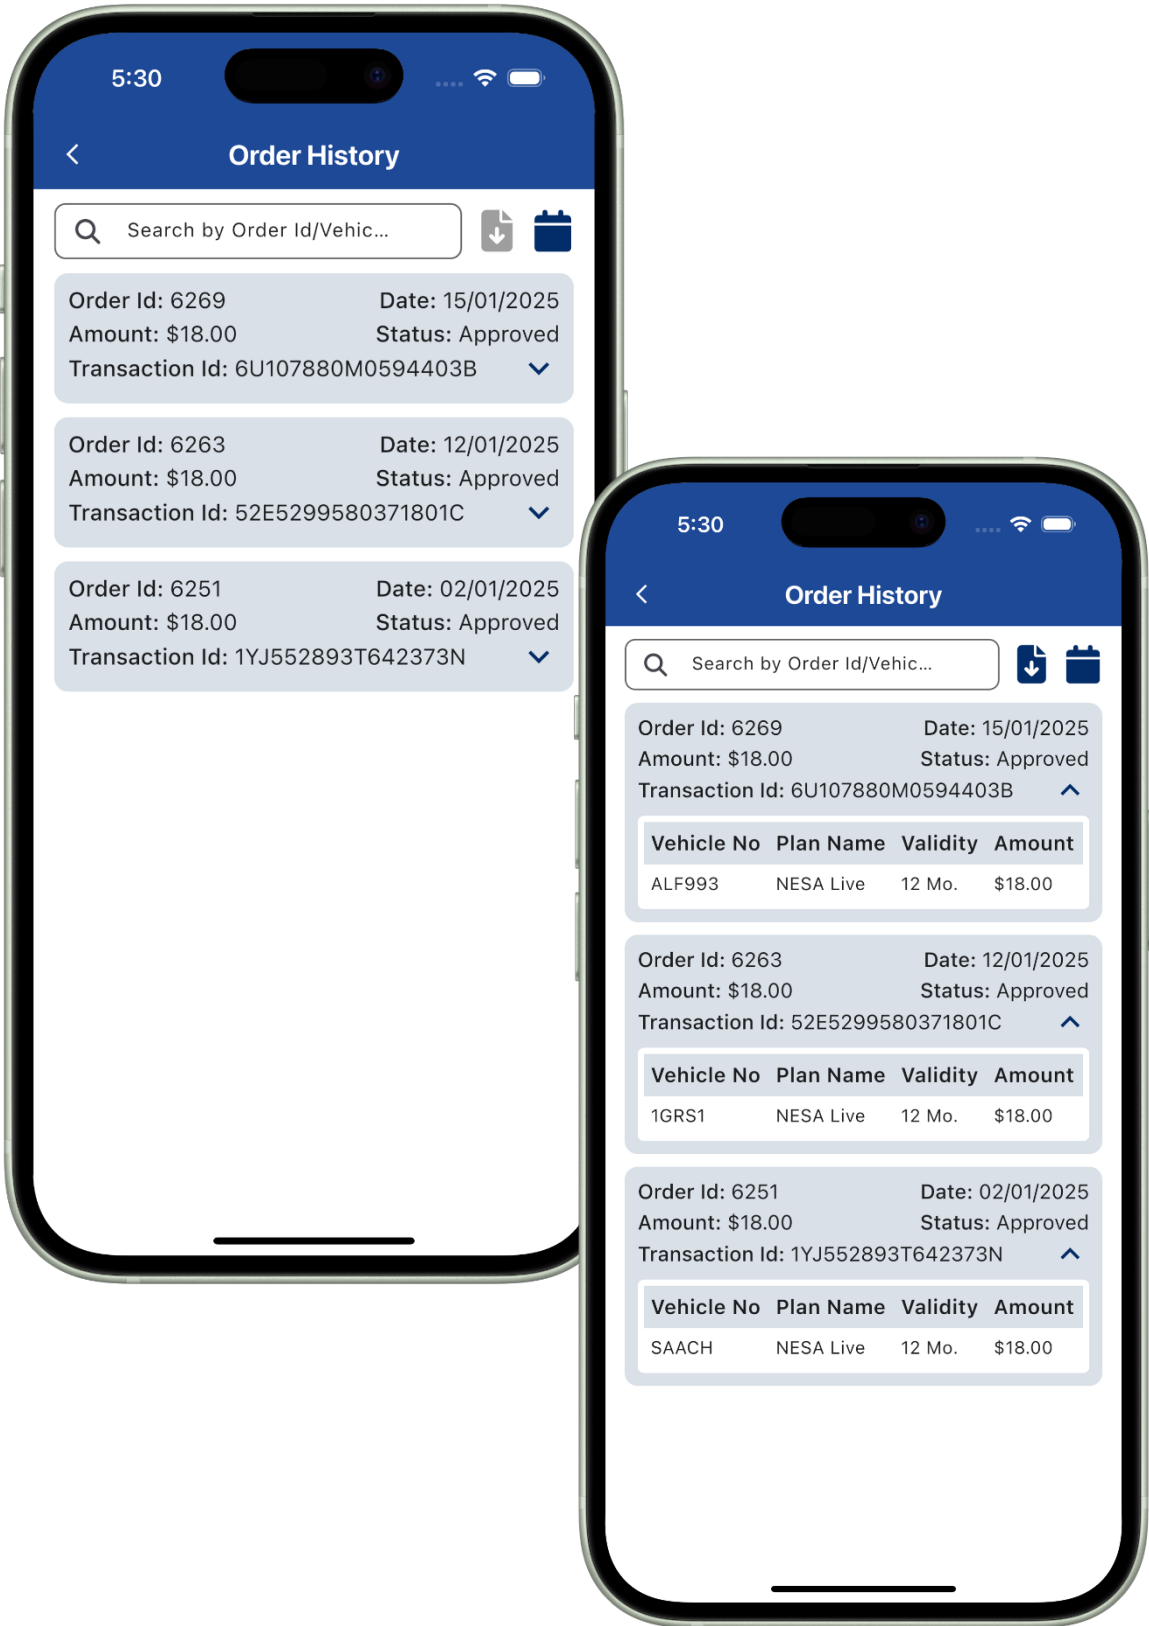 5:30
Order History
Search by Order Id/Vehic...
Order Id: 6269 Date: 15/01/2025
Amount: $18.00 Status: Approved
Transaction Id: 6U107880M0594403B
Order Id: 6263 Date: 12/01/2025
Amount: $18.00 Status: Approved
Transaction Id: 52E5299580371801C
Order Id: 6251 Date: 02/01/2025
Amount: $18.00 Status: Approved
Transaction Id: 1YJ552893T642373N
5:30
Order History
Search by Order Id/Vehic...
Order Id: 6269 Date: 15/01/2025
Amount: $18.00 Status: Approved
Transaction Id: 6U107880M0594403B
Vehicle No Plan Name Validity Amount
ALF993 NESA Live 12 Mo. $18.00
Order Id: 6263 Date: 12/01/2025
Amount: $18.00 Status: Approved
Transaction Id: 52E5299580371801C
Vehicle No Plan Name Validity Amount
1GRS1 NESA Live 12 Mo. $18.00
Order Id: 6251 Date: 02/01/2025
Amount: $18.00 Status: Approved
Transaction Id: 1YJ552893T642373N
Vehicle No Plan Name Validity Amount
SAACH NESA Live 12 Mo. $18.00